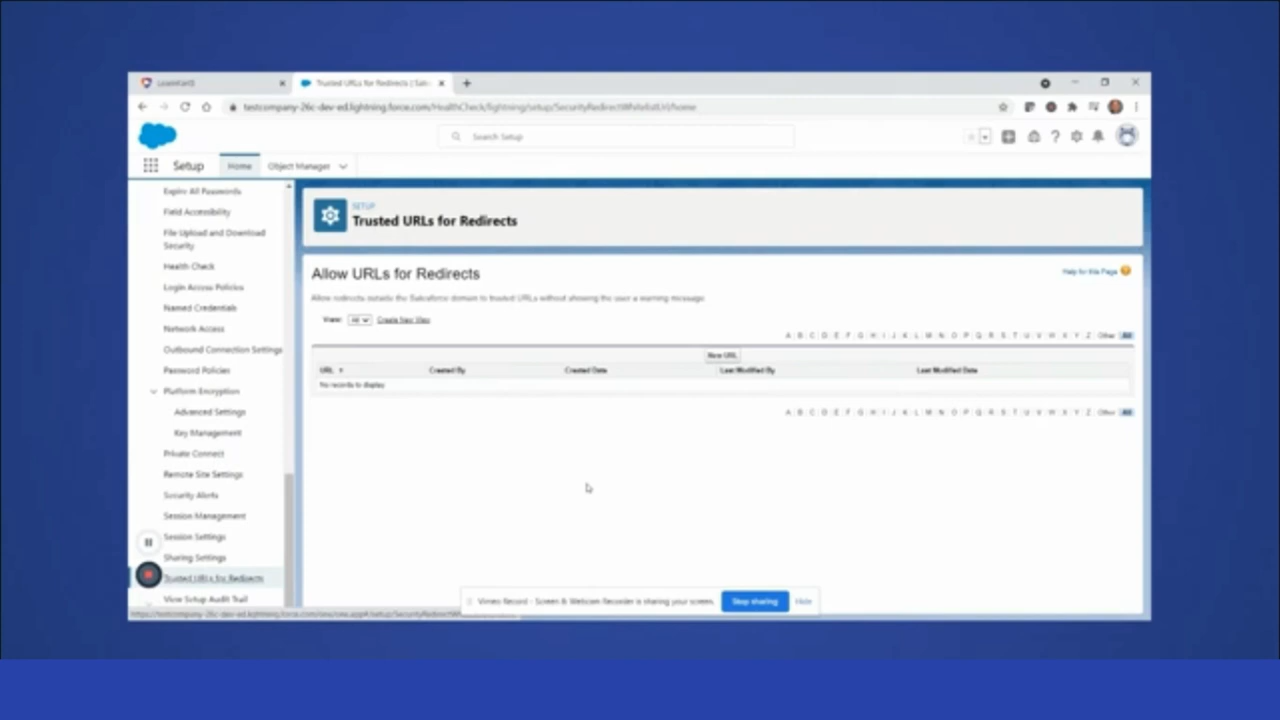 LearnKartS
Trusted URLs for Redirects | Sale
testcompany-26c-dev-ed.lightning.force.com/HealthCheck/lightning/setup/SecurityRedirectWhitelistUrl/home
Search Setup
Setup
Home
Object Manager
Expire All Passwords
Field Accessibility
File Upload and Download
Security
Health Check
Login Access Policies
Named Credentials
Network Access
Outbound Connection Settings
Password Policies
Platform Encryption
Advanced Settings
Key Management
Private Connect
Remote Site Settings
Security Alerts
Session Management
Session Settings
Sharing Settings
Trusted URLs for Redirects
View Setup Audit Trail
SETUP
Trusted URLs for Redirects
Allow URLs for Redirects
Help for this Page
Allow redirects outside the Salesforce domain to trusted URLs without showing the user a warning message
View: All Create New View
A B C D E F G H I J K L M N O P Q R S T U V W X Y Z Other All
New URL
URL Created By Created Date Last Modified By Last Modified Date
No records to display
A B C D E F G H I J K L M N O P Q R S T U V W X Y Z Other All
Vimeo Record - Screen & Webcam Recorder is sharing your screen. Stop sharing Hide